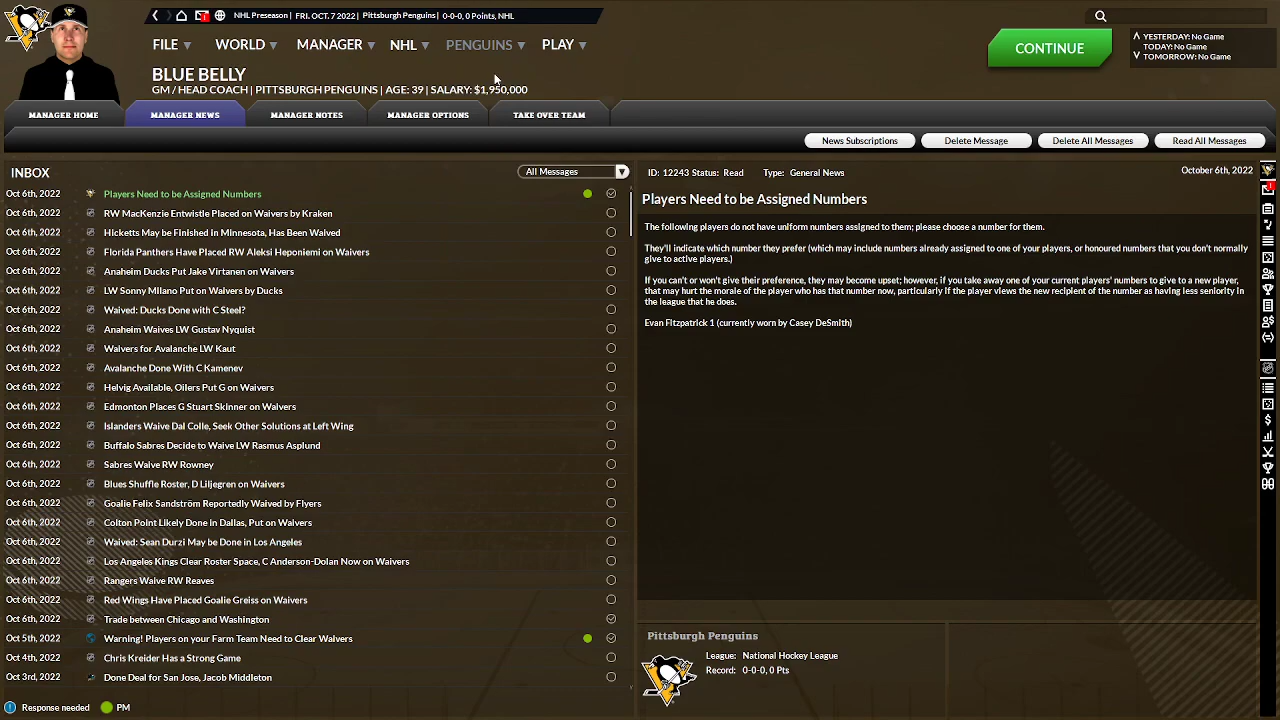 NHL Preseason | FRI. OCT. 7 2022 | Pittsburgh Penguins | 0-0-0, 0 Points, NHL
FILE WORLD MANAGER NHL PENGUINS PLAY
CONTINUE
YESTERDAY: No Game
TODAY: No Game
TOMORROW: No Game
BLUE BELLY
GM / HEAD COACH | PITTSBURGH PENGUINS | AGE: 39 | SALARY: $1,950,000
MANAGER HOME MANAGER NEWS MANAGER NOTES MANAGER OPTIONS TAKE OVER TEAM
News Subscriptions Delete Message Delete All Messages Read All Messages
INBOX All Messages
Oct 6th, 2022 Players Need to be Assigned Numbers
Oct 6th, 2022 RW MacKenzie Entwistle Placed on Waivers by Kraken
Oct 6th, 2022 Hicketts May be Finished in Minnesota, Has Been Waived
Oct 6th, 2022 Florida Panthers Have Placed RW Aleksi Heponiemi on Waivers
Oct 6th, 2022 Anaheim Ducks Put Jake Virtanen on Waivers
Oct 6th, 2022 LW Sonny Milano Put on Waivers by Ducks
Oct 6th, 2022 Waived: Ducks Done with C Steel?
Oct 6th, 2022 Anaheim Waives LW Gustav Nyquist
Oct 6th, 2022 Waivers for Avalanche LW Kaut
Oct 6th, 2022 Avalanche Done With C Kamenev
Oct 6th, 2022 Helvig Available, Oilers Put G on Waivers
Oct 6th, 2022 Edmonton Places G Stuart Skinner on Waivers
Oct 6th, 2022 Islanders Waive Dal Colle, Seek Other Solutions at Left Wing
Oct 6th, 2022 Buffalo Sabres Decide to Waive LW Rasmus Asplund
Oct 6th, 2022 Sabres Waive RW Rowney
Oct 6th, 2022 Blues Shuffle Roster, D Liljegren on Waivers
Oct 6th, 2022 Goalie Felix Sandström Reportedly Waived by Flyers
Oct 6th, 2022 Colton Point Likely Done in Dallas, Put on Waivers
Oct 6th, 2022 Waived: Sean Durzi May be Done in Los Angeles
Oct 6th, 2022 Los Angeles Kings Clear Roster Space, C Anderson-Dolan Now on Waivers
Oct 6th, 2022 Rangers Waive RW Reaves
Oct 6th, 2022 Red Wings Have Placed Goalie Greiss on Waivers
Oct 6th, 2022 Trade between Chicago and Washington
Oct 5th, 2022 Warning! Players on your Farm Team Need to Clear Waivers
Oct 4th, 2022 Chris Kreider Has a Strong Game
Oct 3rd, 2022 Done Deal for San Jose, Jacob Middleton
Response needed PM
ID: 12243 Status: Read Type: General News October 6th, 2022
Players Need to be Assigned Numbers
The following players do not have uniform numbers assigned to them; please choose a number for them.
They'll indicate which number they prefer (which may include numbers already assigned to one of your players, or honoured numbers that you don't normally
give to active players.)
If you can't or won't give their preference, they may become upset; however, if you take away one of your current players' numbers to give to a new player,
that may hurt the morale of the player who has that number now, particularly if the player views the new recipient of the number as having less seniority in
the league that he does.
Evan Fitzpatrick 1 (currently worn by Casey DeSmith)
Pittsburgh Penguins
League: National Hockey League
Record: 0-0-0, 0 Pts